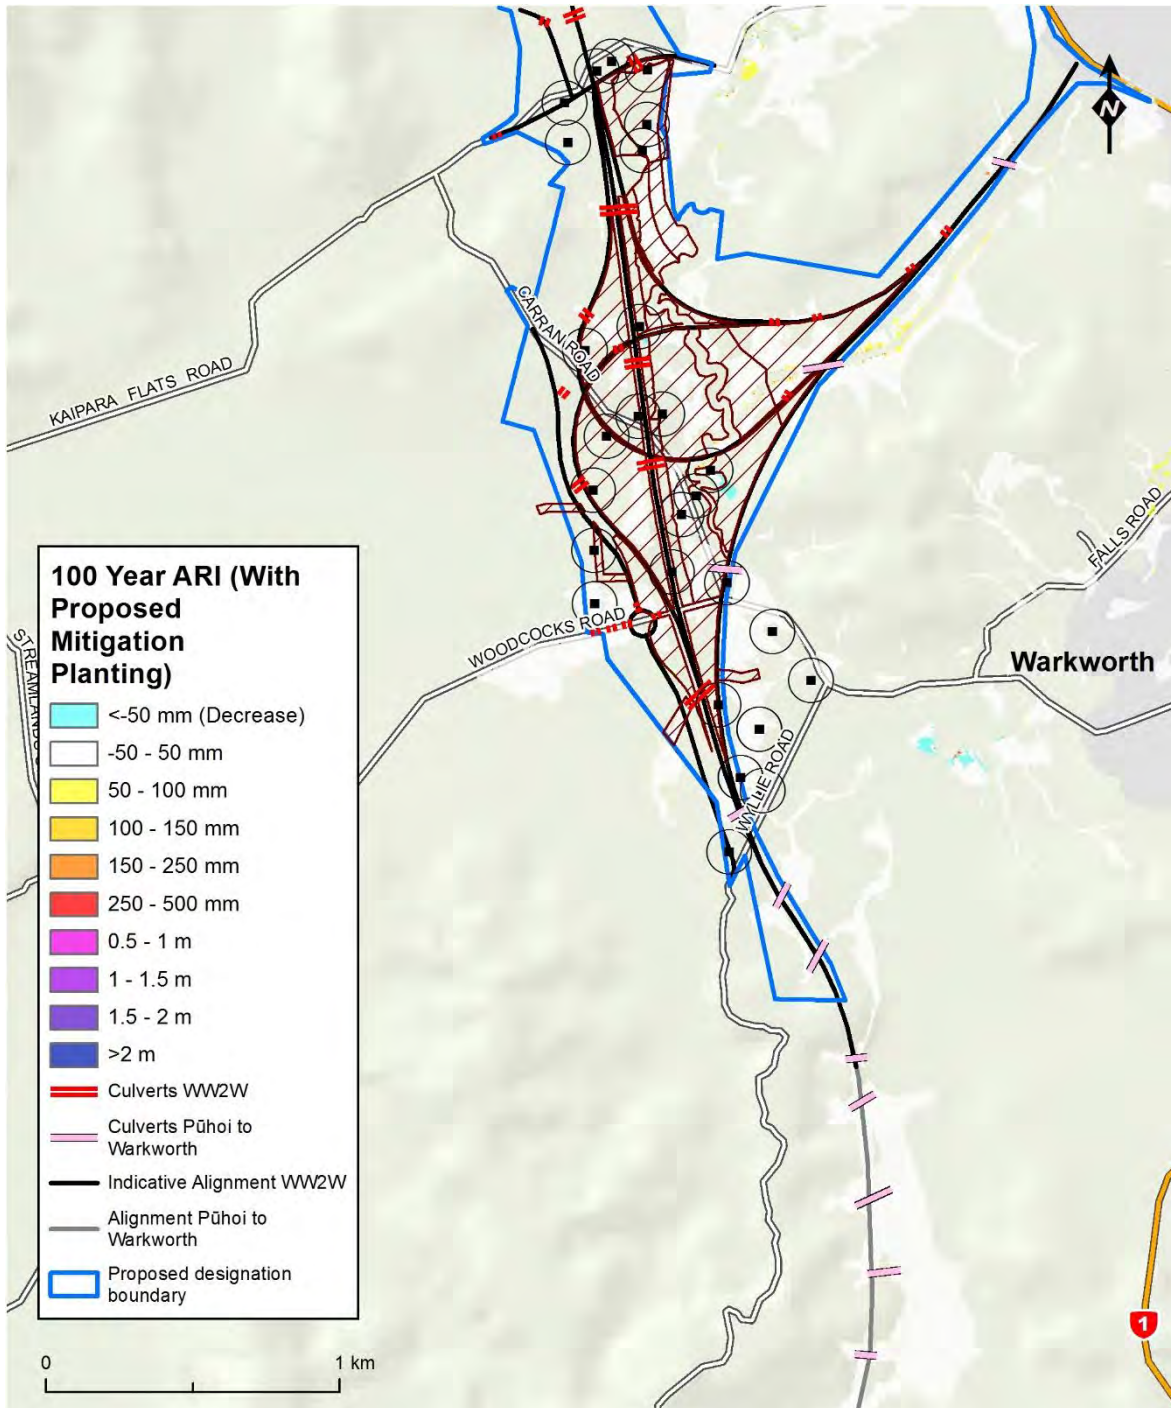 N
KAIPARA FLATS ROAD
CARRAN ROAD
FALLS ROAD
WOODCOCKS ROAD
Warkworth
WYLLIE ROAD
100 Year ARI (With
Proposed
Mitigation
Planting)
<-50 mm (Decrease)
-50 - 50 mm
50 - 100 mm
100 - 150 mm
150 - 250 mm
250 - 500 mm
0.5 - 1 m
1 - 1.5 m
1.5 - 2 m
>2 m
Culverts WW2W
Culverts Pūhoi to
Warkworth
Indicative Alignment WW2W
Alignment Pūhoi to
Warkworth
Proposed designation
boundary
0 1 km
1